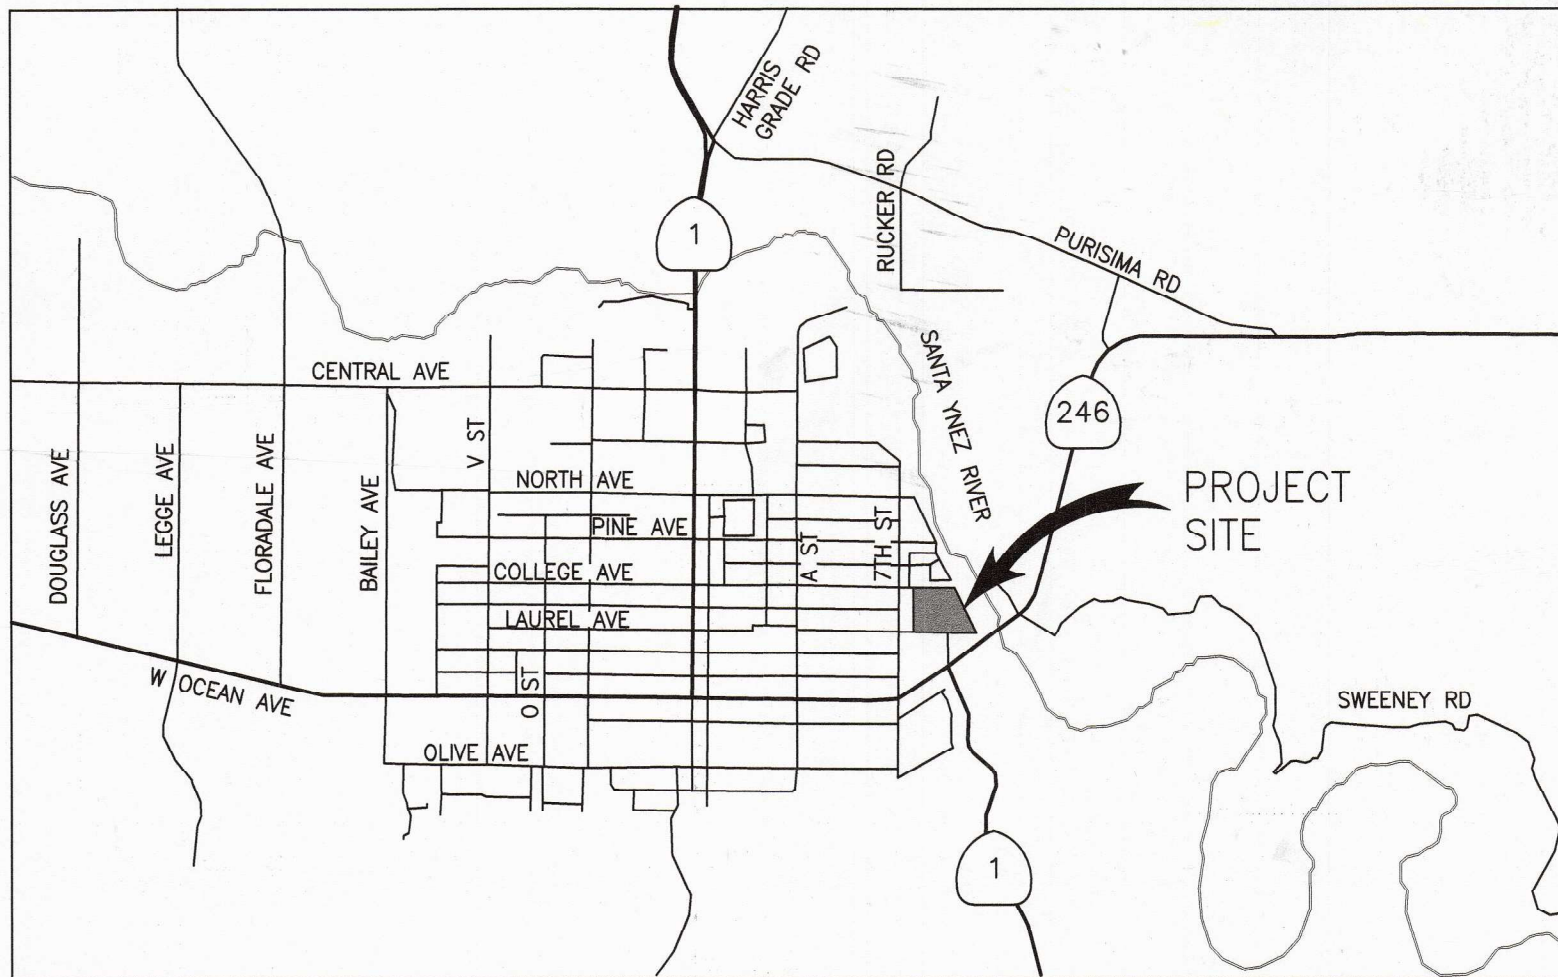 HARRIS
GRADE RD
RUCKER RD
1
PURISIMA RD
SANTA YNEZ RIVER
CENTRAL AVE
246
V ST
DOUGLASS AVE
LEGGE AVE
FLORADALE AVE
BAILEY AVE
NORTH AVE
PINE AVE
PROJECT
SITE
A ST
7TH ST
COLLEGE AVE
LAUREL AVE
W OCEAN AVE
O ST
SWEENEY RD
OLIVE AVE
1